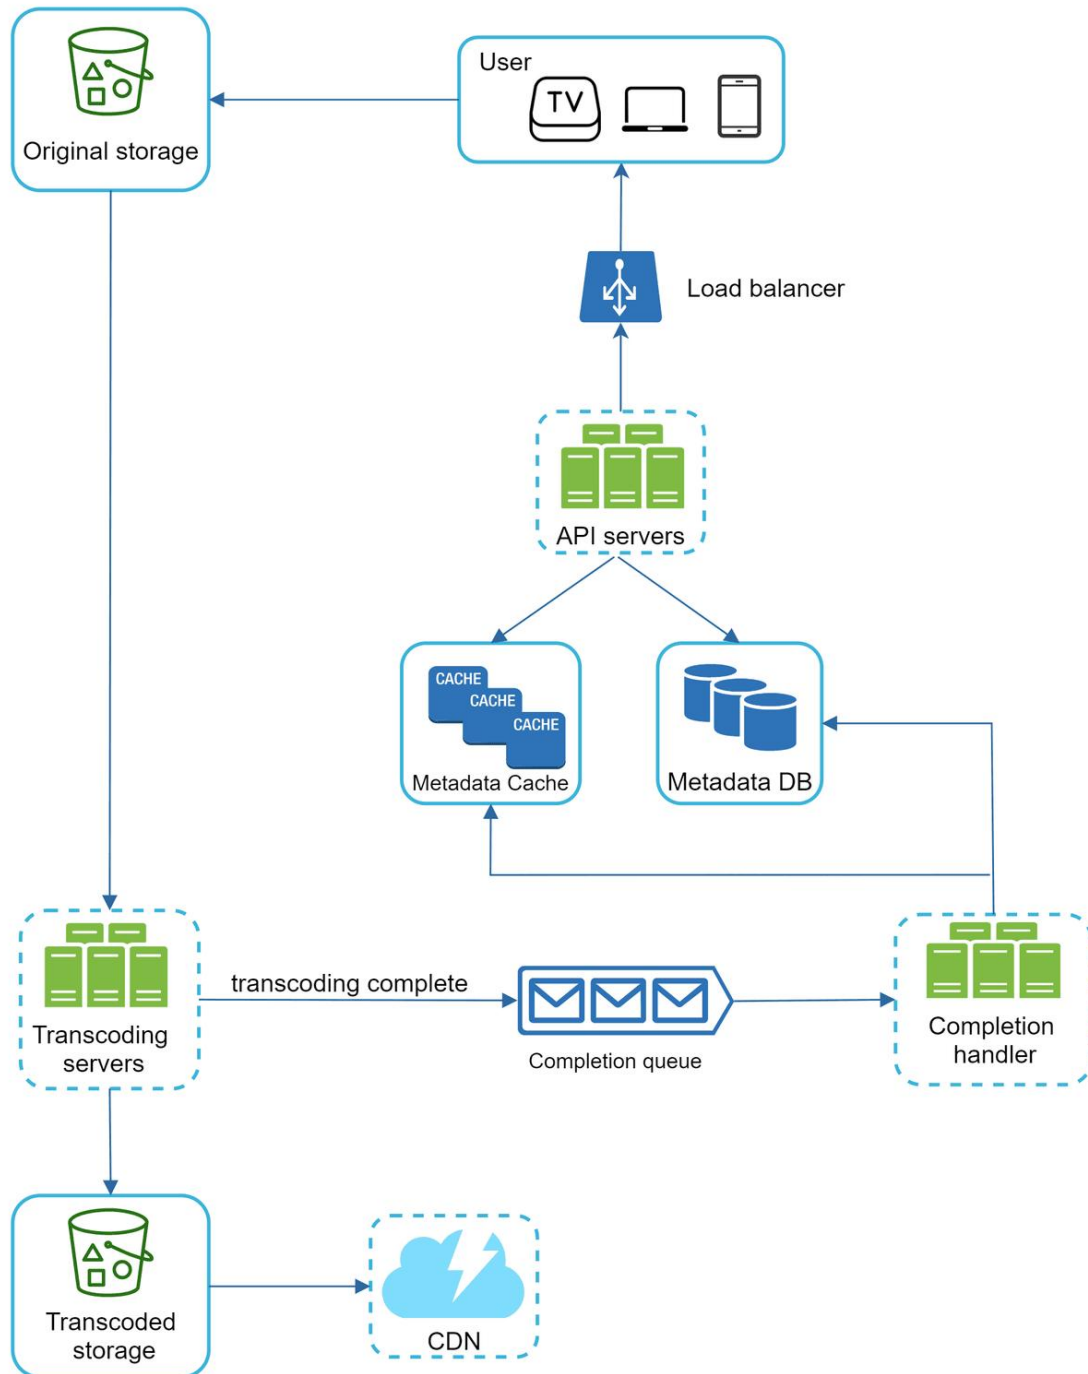 User
TV
Original storage
Load balancer
API servers
CACHE
CACHE
CACHE
Metadata Cache
Metadata DB
transcoding complete
Transcoding
servers
Completion queue
Completion
handler
Transcoded
storage
CDN